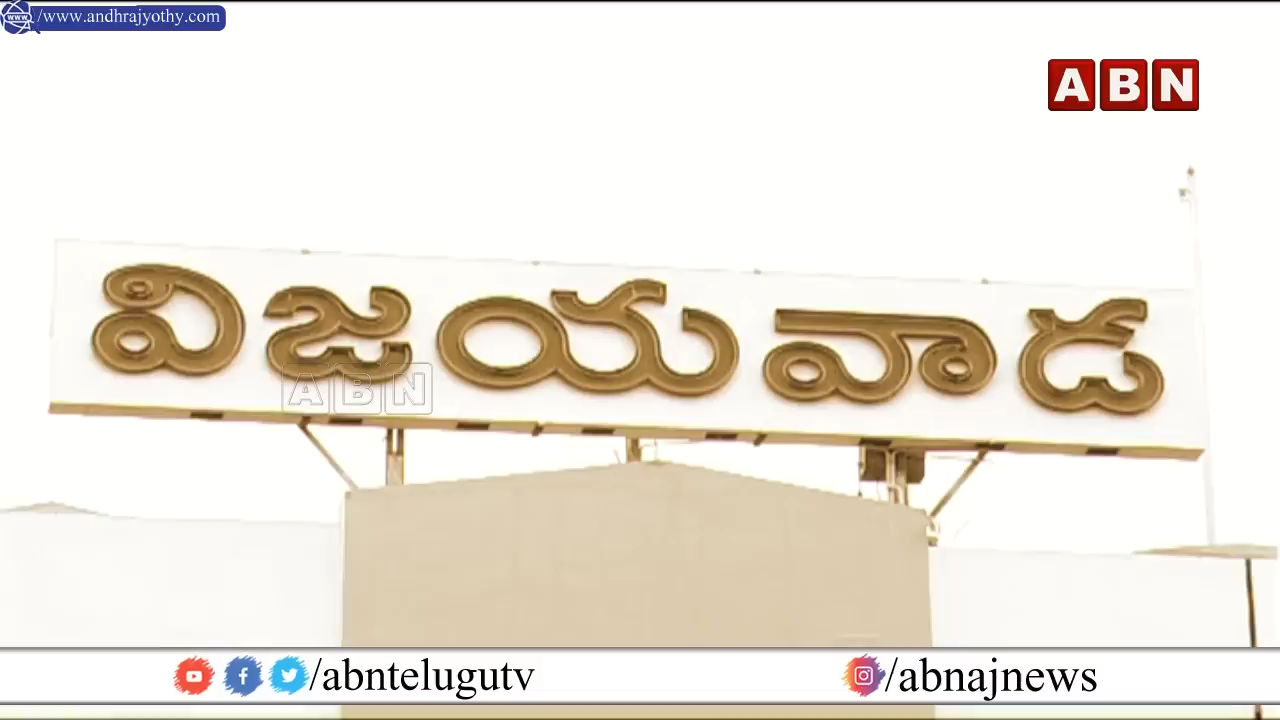 /www.andhrajyothy.com
ABN
విజయవాడ
ABN
/abntelugutv
/abnajnews